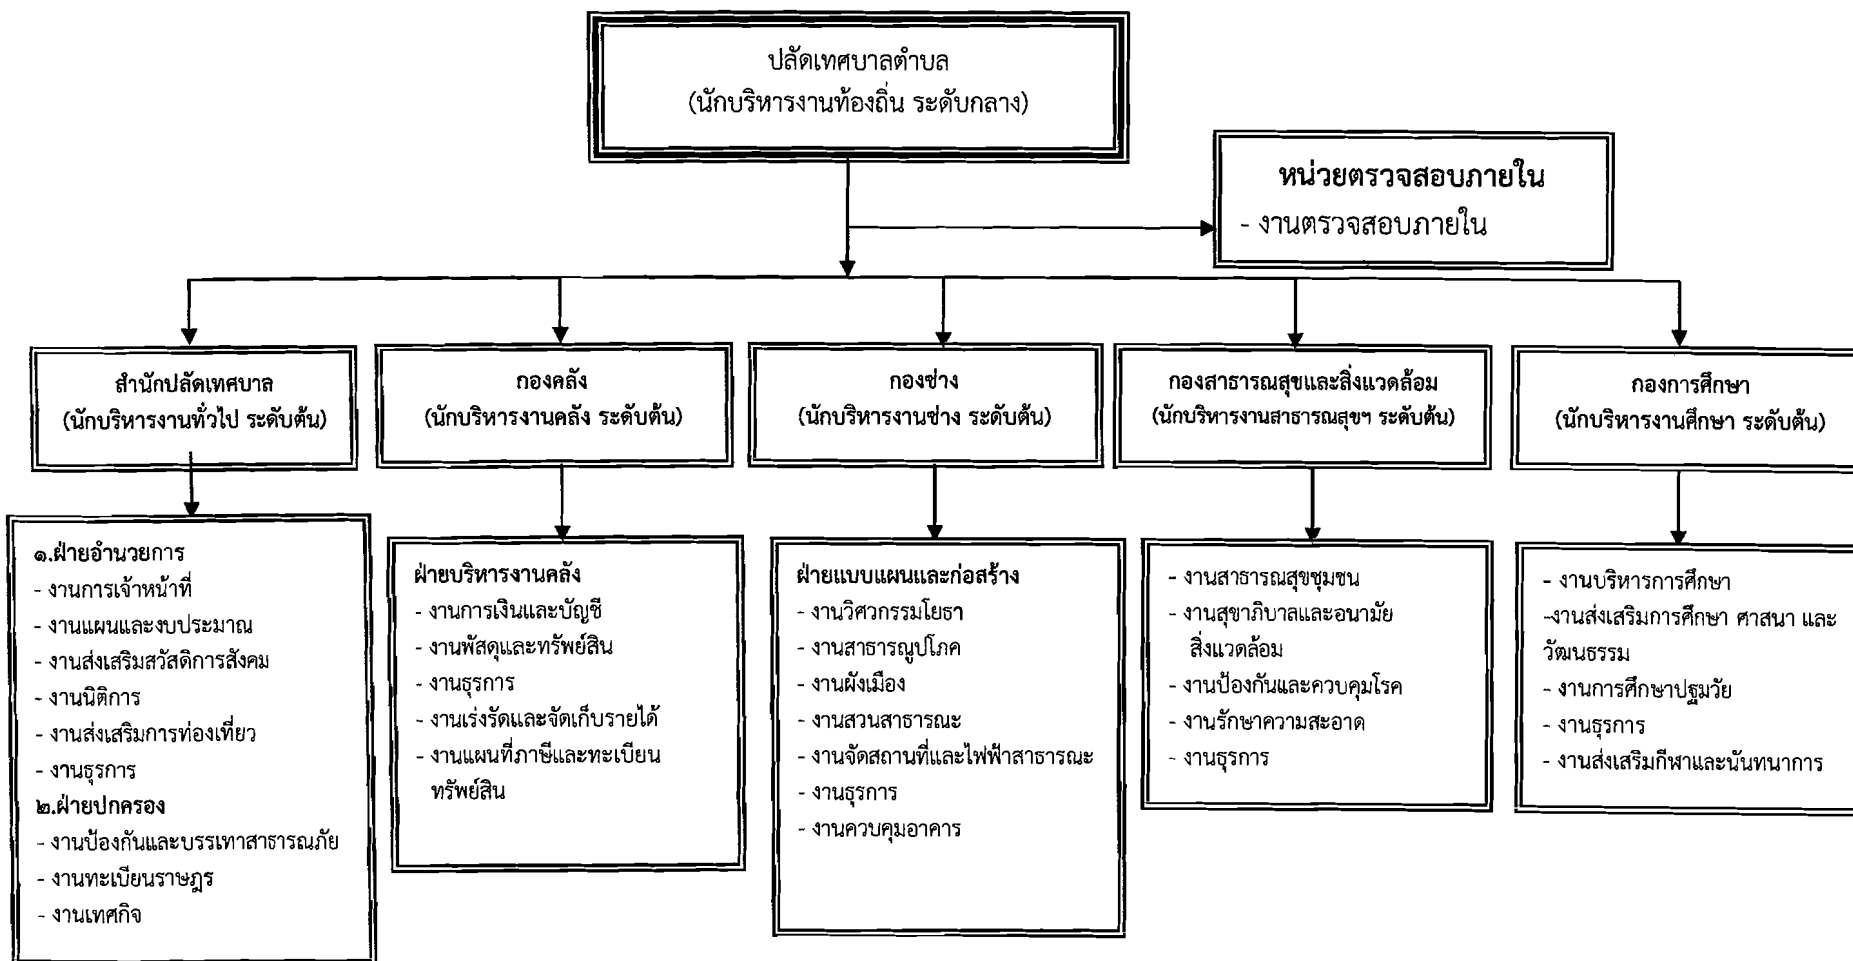 ปลัดเทศบาลตำบล
(นักบริหารงานท้องถิ่น ระดับกลาง)
หน่วยตรวจสอบภายใน
- งานตรวจสอบภายใน
สำนักปลัดเทศบาล
(นักบริหารงานทั่วไป ระดับต้น)
กองคลัง
(นักบริหารงานคลัง ระดับต้น)
กองช่าง
(นักบริหารงานช่าง ระดับต้น)
กองสาธารณสุขและสิ่งแวดล้อม
(นักบริหารงานสาธารณสุขฯ ระดับต้น)
กองการศึกษา
(นักบริหารงานศึกษา ระดับต้น)
๑.ฝ่ายอำนวยการ
- งานการเจ้าหน้าที่
- งานแผนและงบประมาณ
- งานส่งเสริมสวัสดิการสังคม
- งานนิติการ
- งานส่งเสริมการท่องเที่ยว
- งานธุรการ
๒.ฝ่ายปกครอง
- งานป้องกันและบรรเทาสาธารณภัย
- งานทะเบียนราษฎร
- งานเทศกิจ
ฝ่ายบริหารงานคลัง
- งานการเงินและบัญชี
- งานพัสดุและทรัพย์สิน
- งานธุรการ
- งานเร่งรัดและจัดเก็บรายได้
- งานแผนที่ภาษีและทะเบียน
ทรัพย์สิน
ฝ่ายแบบแผนและก่อสร้าง
- งานวิศวกรรมโยธา
- งานสาธารณูปโภค
- งานผังเมือง
- งานสวนสาธารณะ
- งานจัดสถานที่และไฟฟ้าสาธารณะ
- งานธุรการ
- งานควบคุมอาคาร
- งานสาธารณสุขชุมชน
- งานสุขาภิบาลและอนามัย
สิ่งแวดล้อม
- งานป้องกันและควบคุมโรค
- งานรักษาความสะอาด
- งานธุรการ
- งานบริหารการศึกษา
-งานส่งเสริมการศึกษา ศาสนา และ
วัฒนธรรม
- งานการศึกษาปฐมวัย
- งานธุรการ
- งานส่งเสริมกีฬาและนันทนาการ